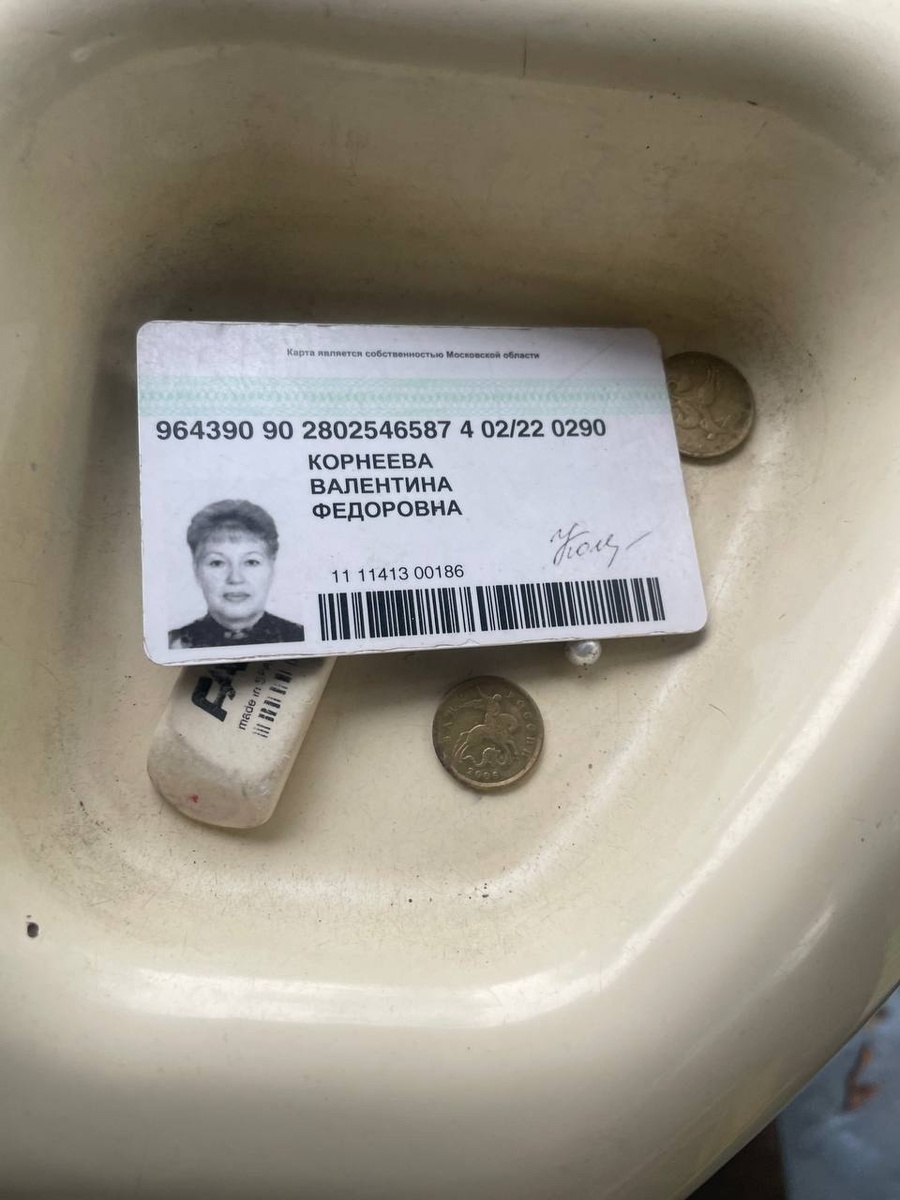 Карта является собственностью Московской области
964390 90 2802546587 4 02/22 0290
КОРНЕЕВА
ВАЛЕНТИНА
ФЕДОРОВНА
11 11413 00186
made in
2006